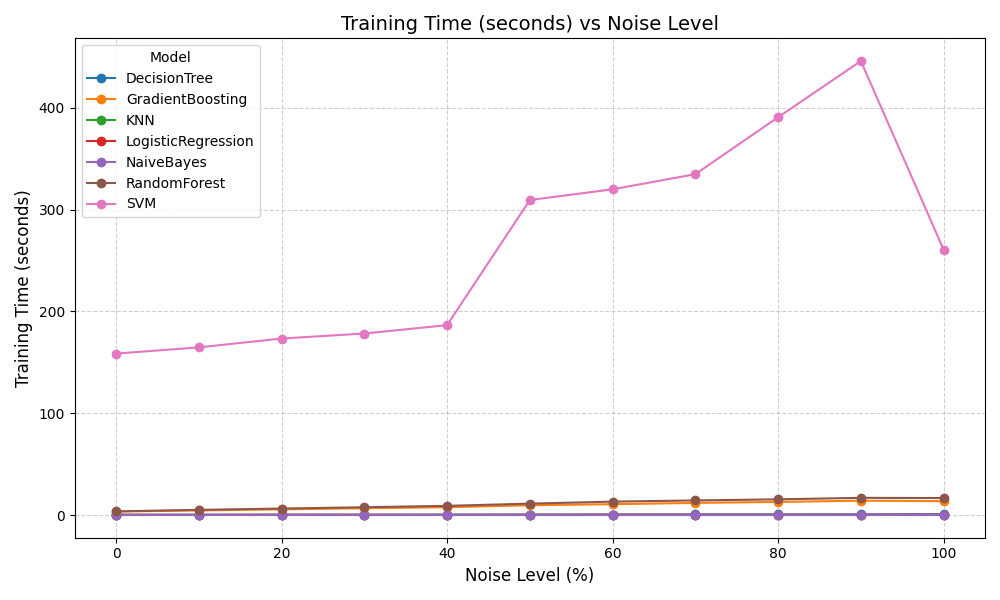 Training Time (seconds) vs Noise Level
Model
DecisionTree
GradientBoosting
KNN
LogisticRegression
NaiveBayes
RandomForest
SVM
Training Time (seconds)
400
300
200
100
0
0 20 40 60 80 100
Noise Level (%)